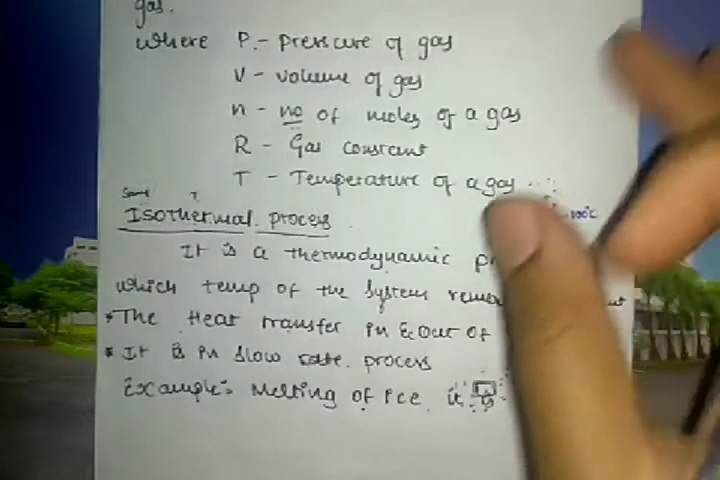 gas.
where P.- pressure of gas
V - volume of gas
n - no of moles of a gas
R - Gas constant
T - Temperature of a gas
Same T.
100°C
Isothermal process.
It is a thermodynamic
which temp of the system
* The Heat transfer in & out of
* It is in slow rate process
Example:- Melting of ice